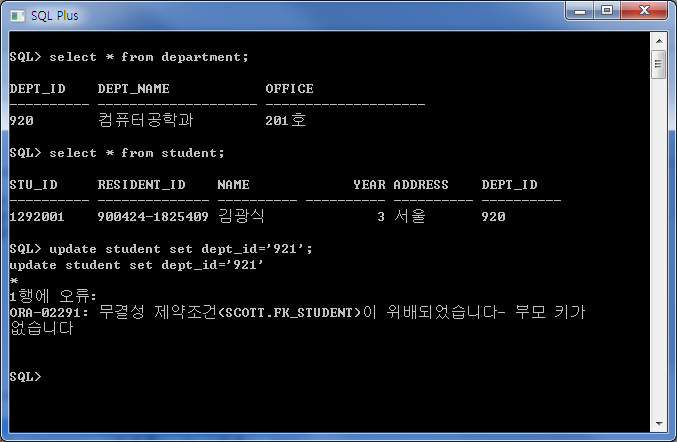 SQL Plus
SQL> select * from department;
DEPT_ID    DEPT_NAME            OFFICE
---------- -------------------- --------------------
920        컴퓨터공학과         201호
SQL> select * from student;
STU_ID     RESIDENT_ID    NAME             YEAR ADDRESS    DEPT_ID
---------- -------------- ---------- ---------- ---------- ----------
1292001    900424-1825409 김광식              3 서울       920
SQL> update student set dept_id='921';
update student set dept_id='921'
*
1행에 오류:
ORA-02291: 무결성 제약조건(SCOTT.FK_STUDENT)이 위배되었습니다- 부모 키가
없습니다
SQL>